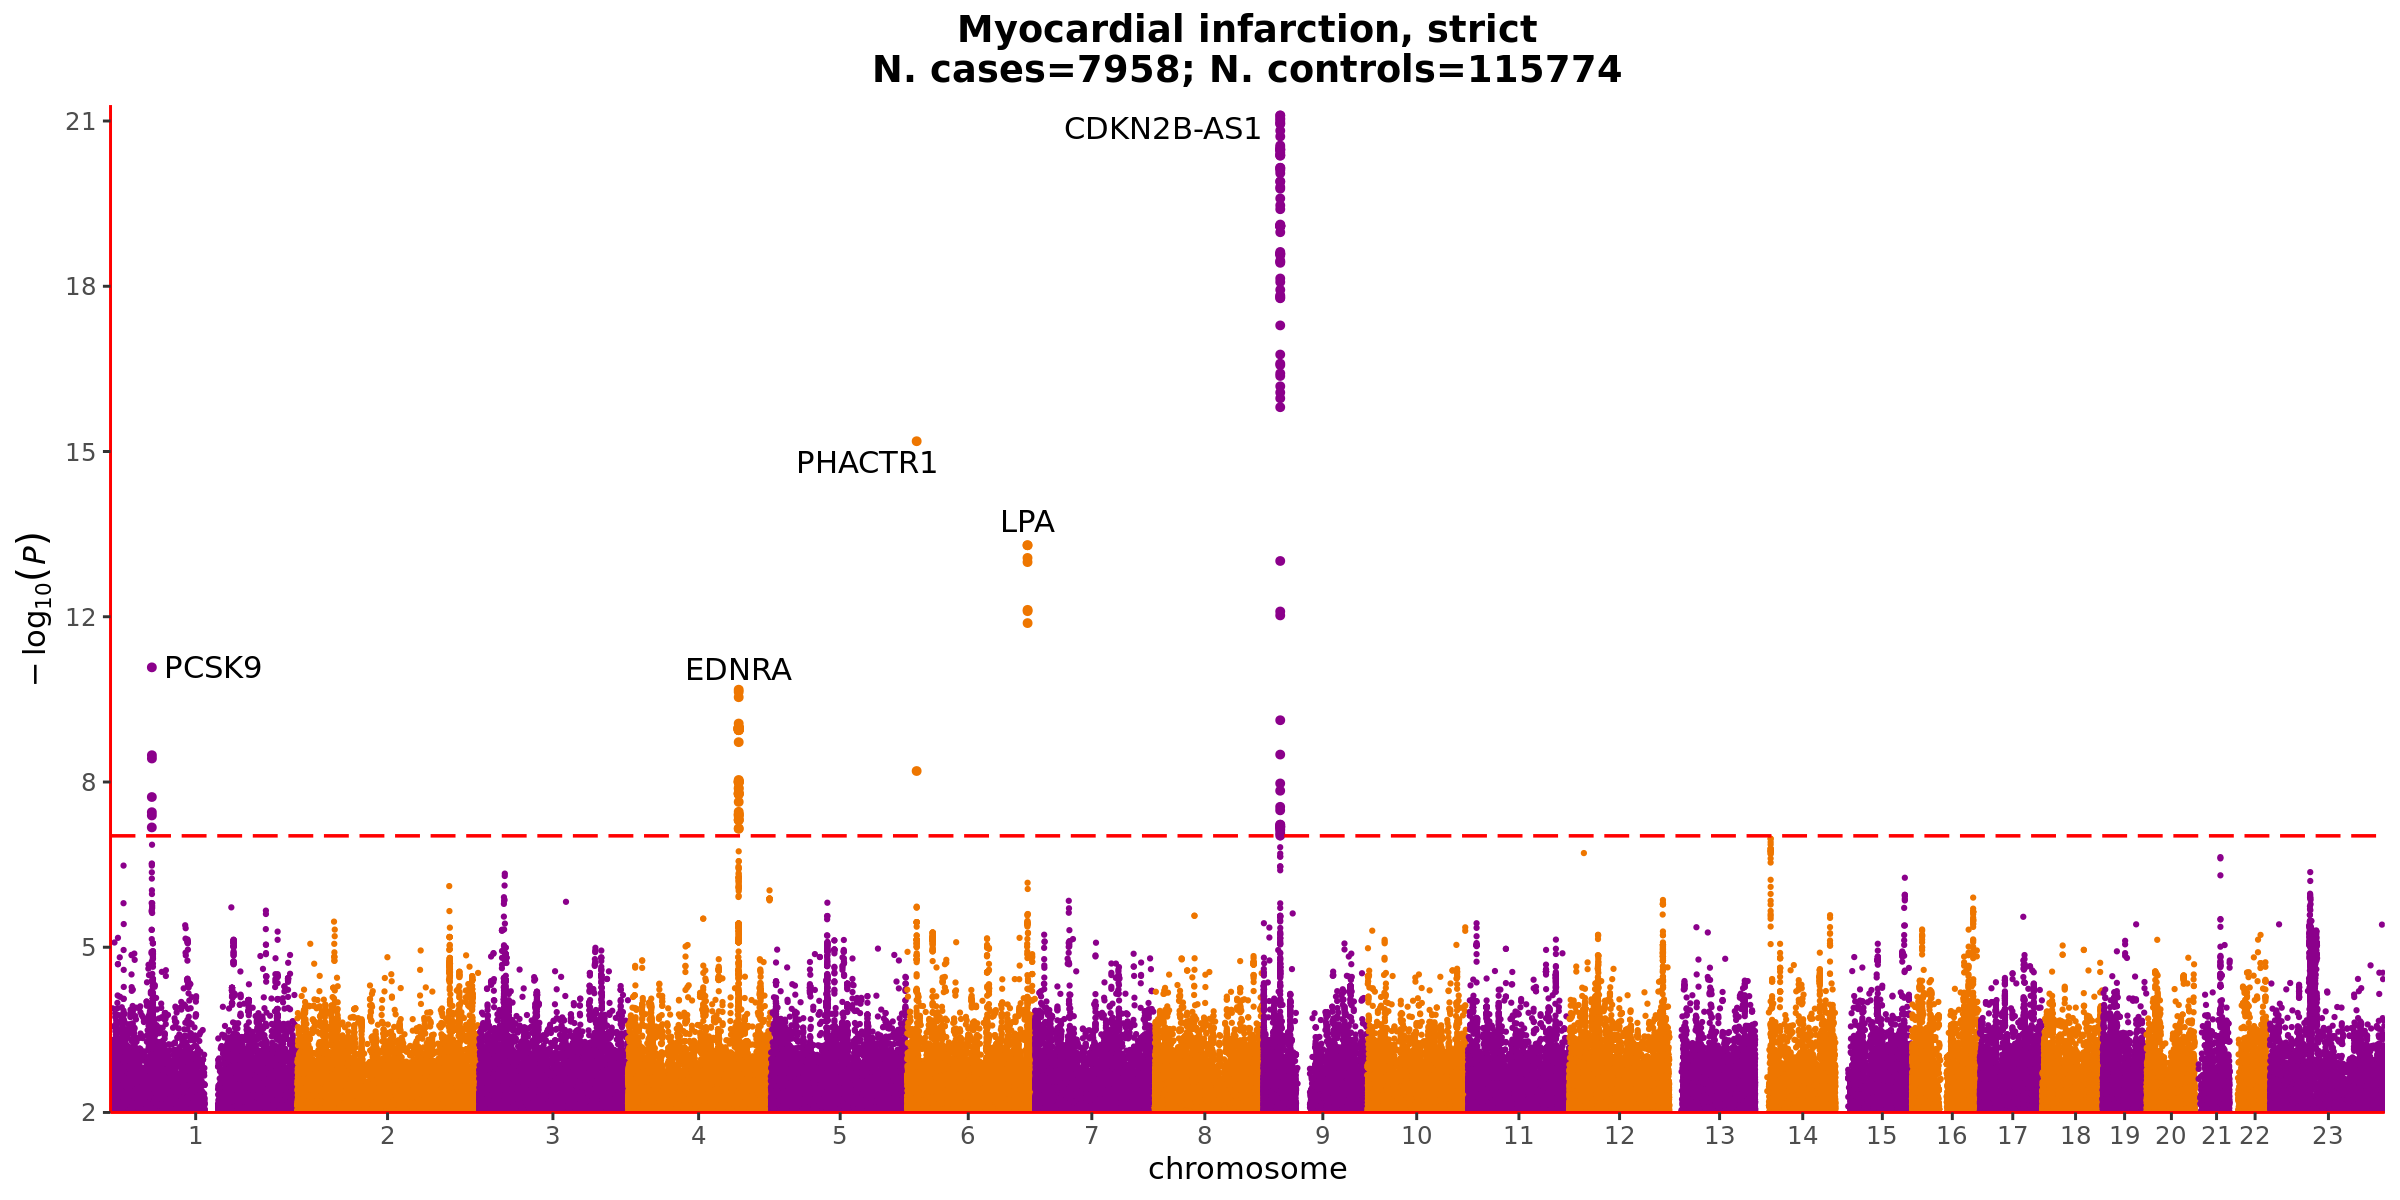 Myocardial infarction, strict
N. cases=7958; N. controls=115774
21
18
15
12
8
5
2
−log10(P)
CDKN2B-AS1
PHACTR1
LPA
PCSK9
EDNRA
1 2 3 4 5 6 7 8 9 10 11 12 13 14 15 16 17 18 19 20 21 22 23
chromosome